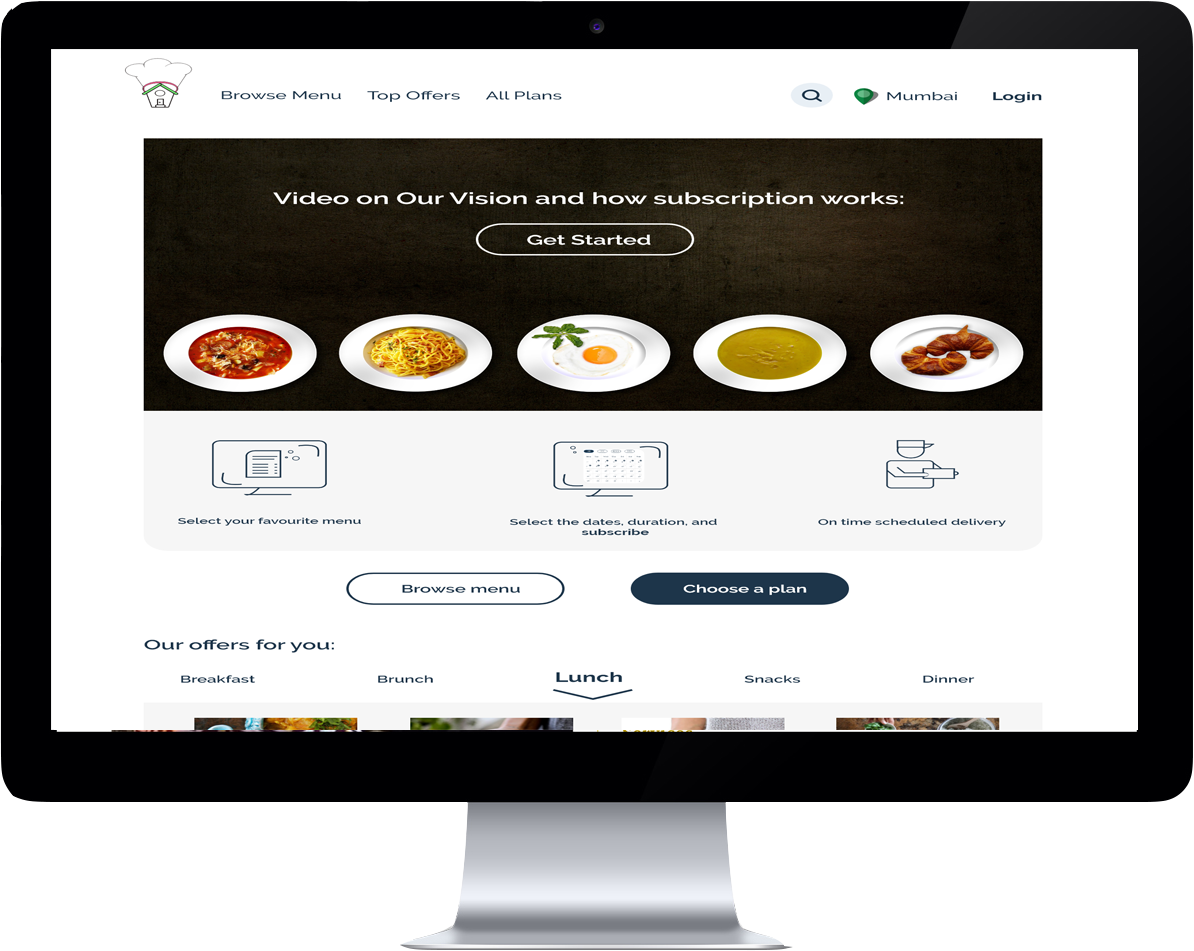 Browse Menu
Top Offers
All Plans
Mumbai
Login
Video on Our Vision and how subscription works:
Get Started
Select your favourite menu
Select the dates, duration, and
subscribe
On time scheduled delivery
Browse menu
Choose a plan
Our offers for you:
Breakfast
Brunch
Lunch
Snacks
Dinner